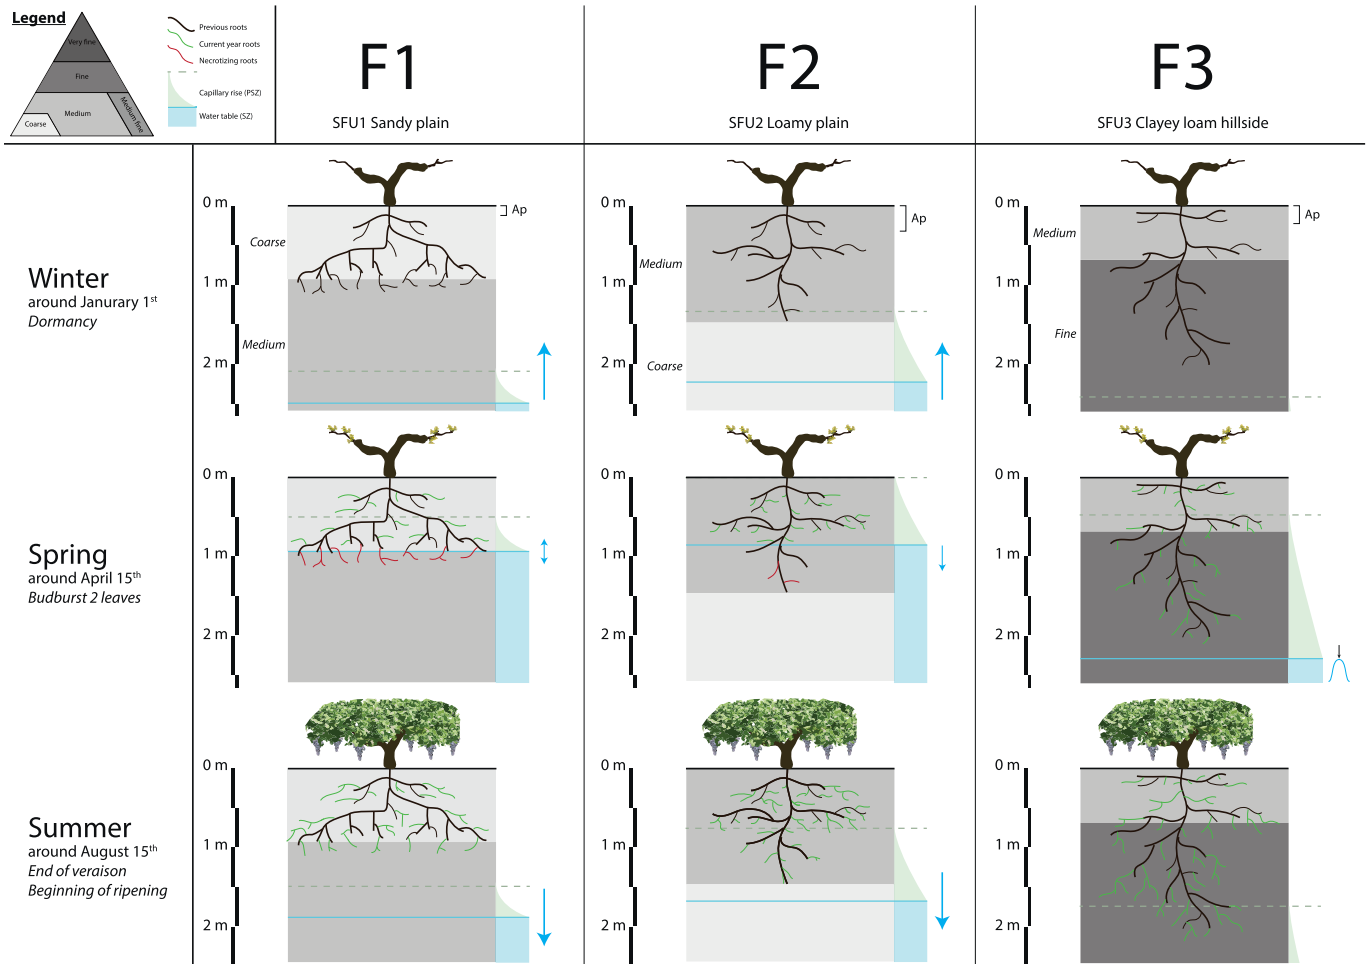 Legend
Very fine
Fine
Medium
Coarse
Medium fine
Previous roots
Current year roots
Necrotizing roots
Capillary rise (PSZ)
Water table (SZ)
F1
SFU1 Sandy plain
F2
SFU2 Loamy plain
F3
SFU3 Clayey loam hillside
Winter
around Janurary 1st
Dormancy
0 m
1 m
2 m
Coarse
Medium
Ap
0 m
1 m
2 m
Medium
Coarse
Ap
0 m
1 m
2 m
Medium
Fine
Ap
Spring
around April 15th
Budburst 2 leaves
0 m
1 m
2 m
0 m
1 m
2 m
0 m
1 m
2 m
Summer
around August 15th
End of veraison
Beginning of ripening
0 m
1 m
2 m
0 m
1 m
2 m
0 m
1 m
2 m